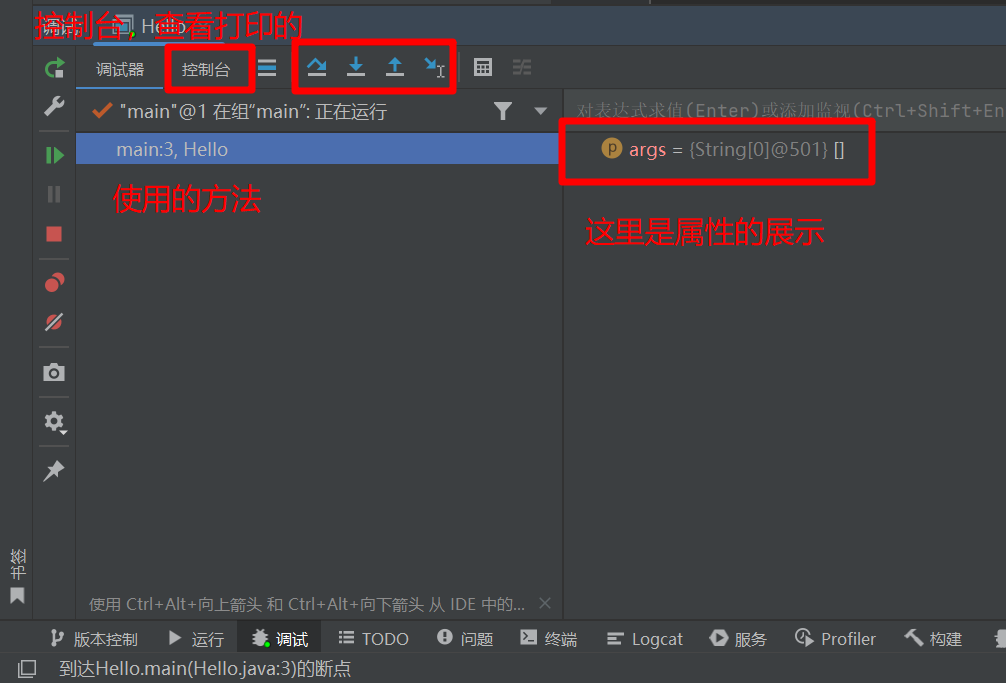 调试: Hello
控制台，查看打印的
调试器 控制台
"main"@1 在组“main”: 正在运行
对表达式求值(Enter)或添加监视(Ctrl+Shift+En
main:3, Hello
p args = {String[0]@501} []
使用的方法
这里是属性的展示
书签
使用 Ctrl+Alt+向上箭头 和 Ctrl+Alt+向下箭头 从 IDE 中的...
版本控制 运行 调试 TODO 问题 终端 Logcat 服务 Profiler 构建
到达Hello.main(Hello.java:3)的断点